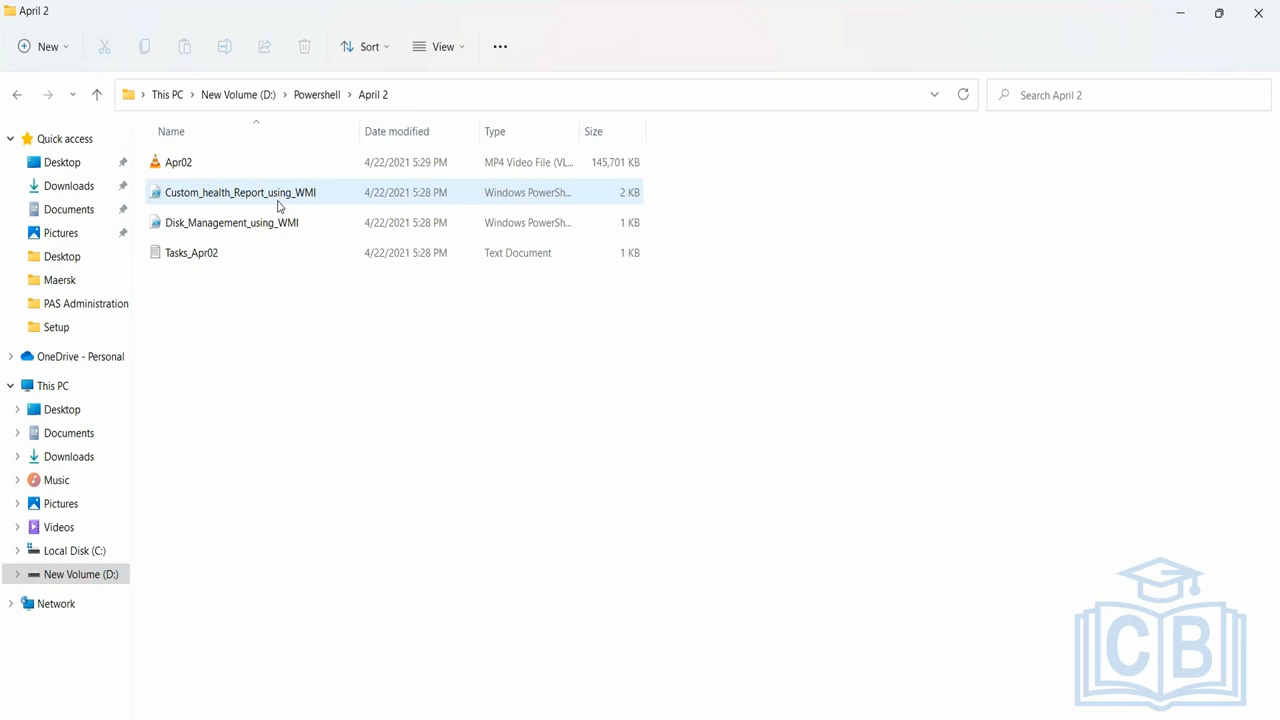 April 2
New
Sort
View
This PC
New Volume (D:)
Powershell
April 2
Search April 2
Name
Date modified
Type
Size
Apr02
4/22/2021 5:29 PM
MP4 Video File (VL...
145,701 KB
Custom_health_Report_using_WMI
4/22/2021 5:28 PM
Windows PowerSh...
2 KB
Disk_Management_using_WMI
4/22/2021 5:28 PM
Windows PowerSh...
1 KB
Tasks_Apr02
4/22/2021 5:28 PM
Text Document
1 KB
Quick access
Desktop
Downloads
Documents
Pictures
Desktop
Maersk
PAS Administration
Setup
OneDrive - Personal
This PC
Desktop
Documents
Downloads
Music
Pictures
Videos
Local Disk (C:)
New Volume (D:)
Network
CB